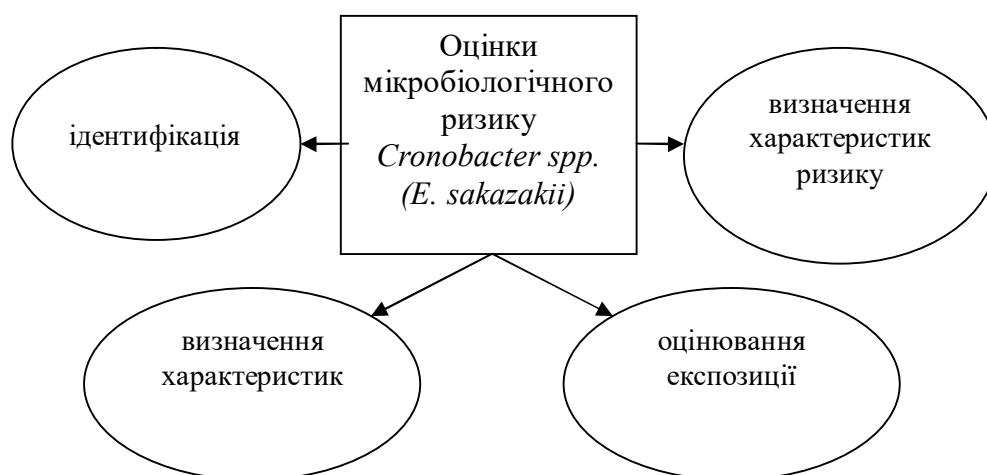 Оцінки
мікробіологічного
ризику
Cronobacter spp.
(E. sakazakii)
ідентифікація
визначення
характеристик
ризику
визначення
характеристик
оцінювання
експозиції